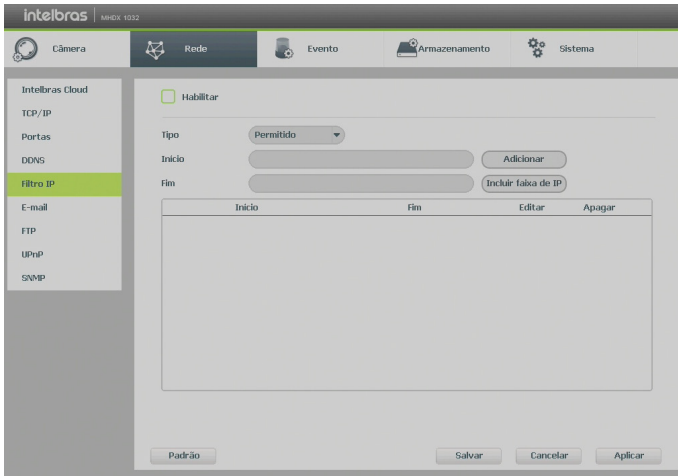 intelbras | MHDX 1032
Câmera Rede Evento Armazenamento Sistema
Intelbras Cloud
TCP/IP
Portas
DDNS
Filtro IP
E-mail
FTP
UPnP
SNMP
Habilitar
Tipo Permitido
Início Adicionar
Fim Incluir faixa de IP
Início Fim Editar Apagar
Padrão Salvar Cancelar Aplicar